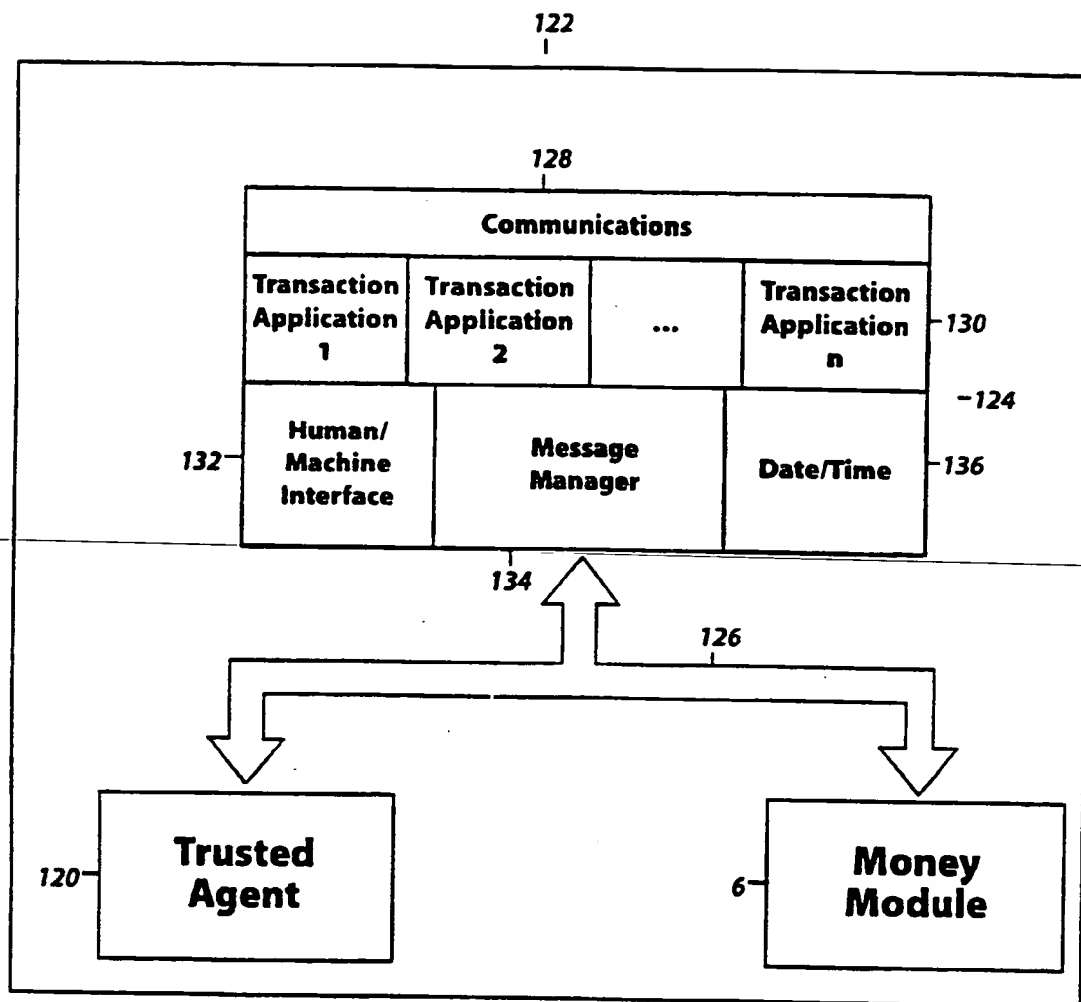 122
128
Communications
Transaction
Application
1
Transaction
Application
2
...
Transaction
Application
n
130
124
132
Human/
Machine
Interface
Message
Manager
Date/Time
136
134
126
120
Trusted
Agent
6
Money
Module